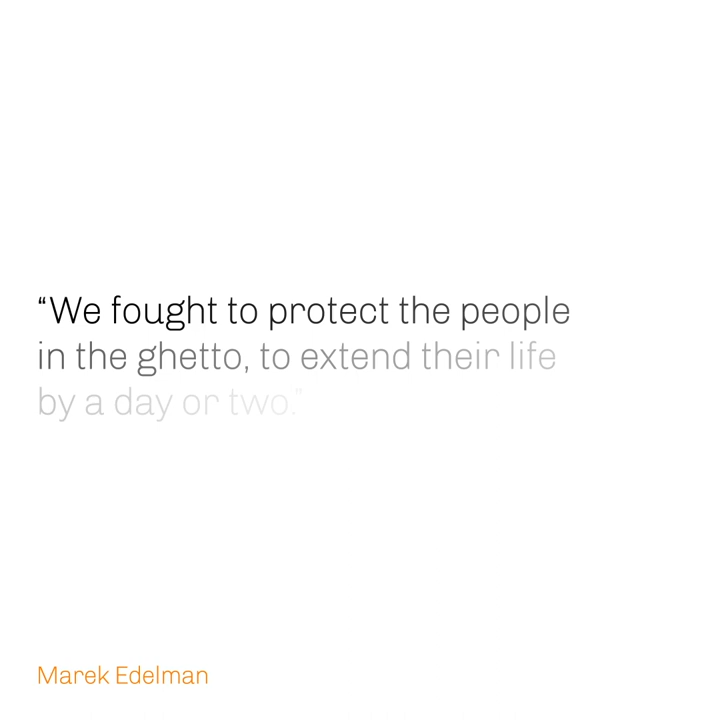 “We fought to protect the people
in the ghetto, to extend their life
by a day or two.”
Marek Edelman